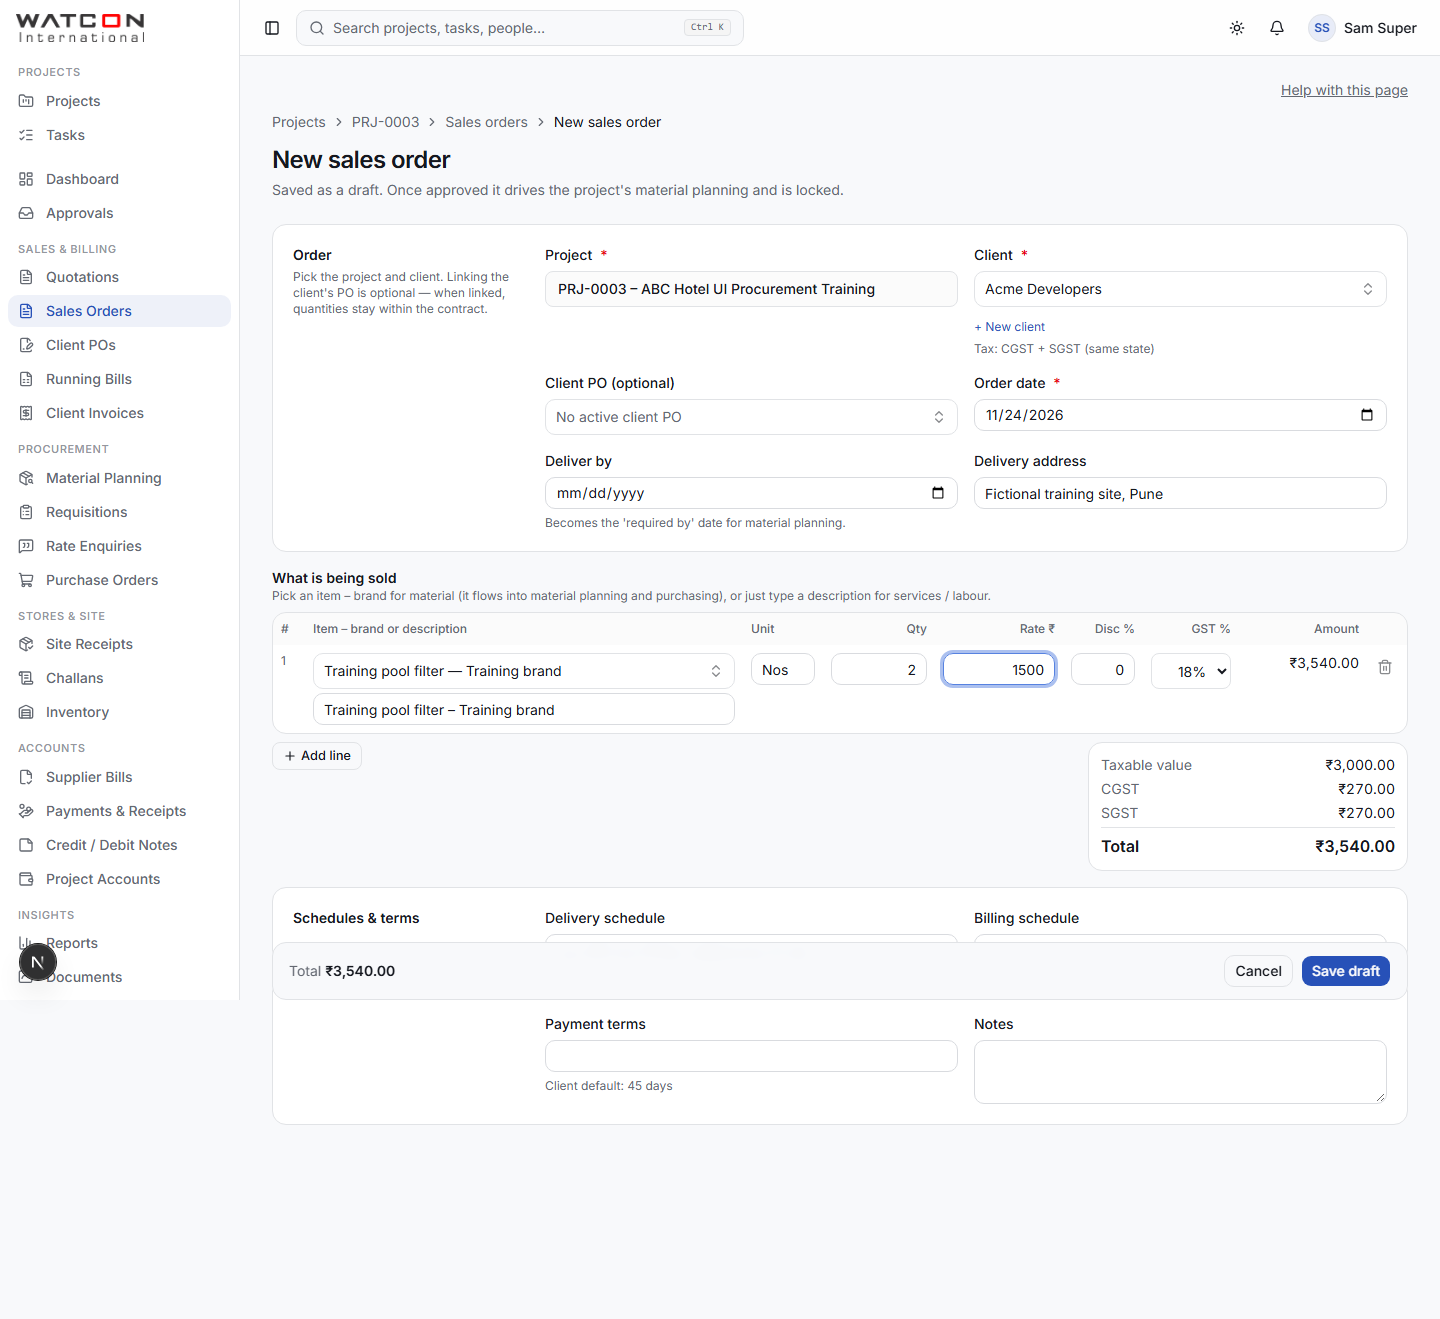 WATCON
International
Search projects, tasks, people...
Ctrl K
SS
Sam Super
PROJECTS
Projects
Tasks
Dashboard
Approvals
SALES & BILLING
Quotations
Sales Orders
Client POs
Running Bills
Client Invoices
PROCUREMENT
Material Planning
Requisitions
Rate Enquiries
Purchase Orders
STORES & SITE
Site Receipts
Challans
Inventory
ACCOUNTS
Supplier Bills
Payments & Receipts
Credit / Debit Notes
Project Accounts
INSIGHTS
Reports
Documents
N
Help with this page
Projects > PRJ-0003 > Sales orders > New sales order
New sales order
Saved as a draft. Once approved it drives the project's material planning and is locked.
Order
Pick the project and client. Linking the
client's PO is optional — when linked,
quantities stay within the contract.
Project *
PRJ-0003 – ABC Hotel UI Procurement Training
Client *
Acme Developers
+ New client
Tax: CGST + SGST (same state)
Client PO (optional)
No active client PO
Order date *
11/24/2026
Deliver by
mm/dd/yyyy
Becomes the 'required by' date for material planning.
Delivery address
Fictional training site, Pune
What is being sold
Pick an item – brand for material (it flows into material planning and purchasing), or just type a description for services / labour.
# Item – brand or description Unit Qty Rate ₹ Disc % GST % Amount
1 Training pool filter — Training brand Nos 2 1500 0 18% ₹3,540.00
Training pool filter – Training brand
+ Add line
Taxable value ₹3,000.00
CGST ₹270.00
SGST ₹270.00
Total ₹3,540.00
Schedules & terms
Delivery schedule
Billing schedule
Total ₹3,540.00
Cancel
Save draft
Payment terms
Client default: 45 days
Notes